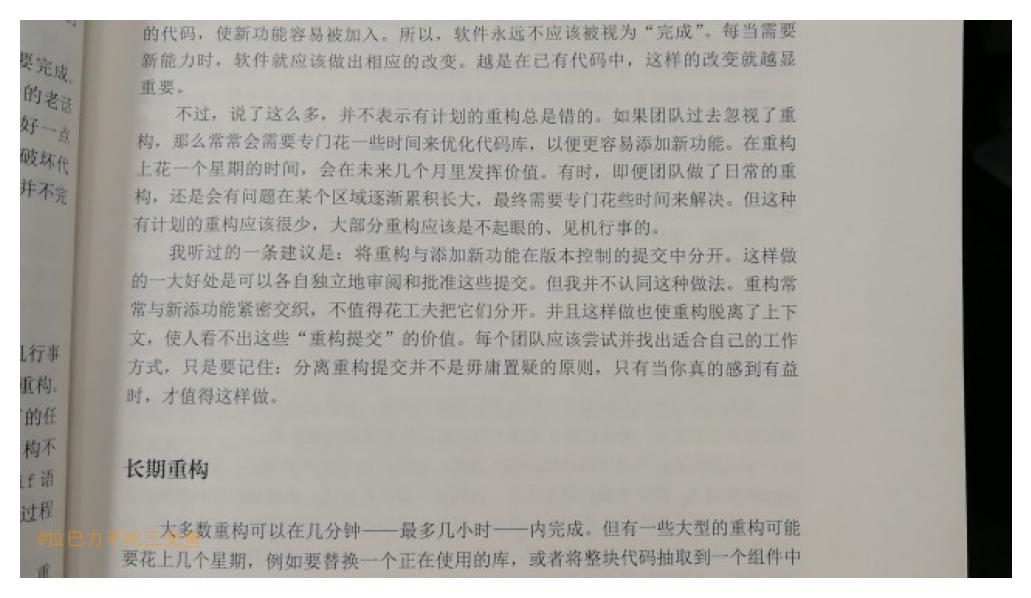 要完成，
的老话
好一点
破坏代
并不完
机行事
重构。
的任
构不
if 语
过程
重
的代码，使新功能容易被加入。所以，软件永远不应该被视为“完成”。每当需要
新能力时，软件就应该做出相应的改变。越是在已有代码中，这样的改变就越显
重要。
不过，说了这么多，并不表示有计划的重构总是错的。如果团队过去忽视了重
构，那么常常会需要专门花一些时间来优化代码库，以便更容易添加新功能。在重构
上花一个星期的时间，会在未来几个月里发挥价值。有时，即便团队做了日常的重
构，还是会有问题在某个区域逐渐累积长大，最终需要专门花些时间来解决。但这种
有计划的重构应该很少，大部分重构应该是不起眼的、见机行事的。
我听过的一条建议是：将重构与添加新功能在版本控制的提交中分开。这样做
的一大好处是可以各自独立地审阅和批准这些提交。但我并不认同这种做法。重构常
常与新添功能紧密交织，不值得花工夫把它们分开。并且这样做也使重构脱离了上下
文，使人看不出这些“重构提交”的价值。每个团队应该尝试并找出适合自己的工作
方式，只是要记住：分离重构提交并不是毋庸置疑的原则，只有当你真的感到有益
时，才值得这样做。
长期重构
大多数重构可以在几分钟——最多几小时——内完成。但有一些大型的重构可能
要花上几个星期，例如要替换一个正在使用的库，或者将整块代码抽取到一个组件中
#拉巴力不吃三文鱼